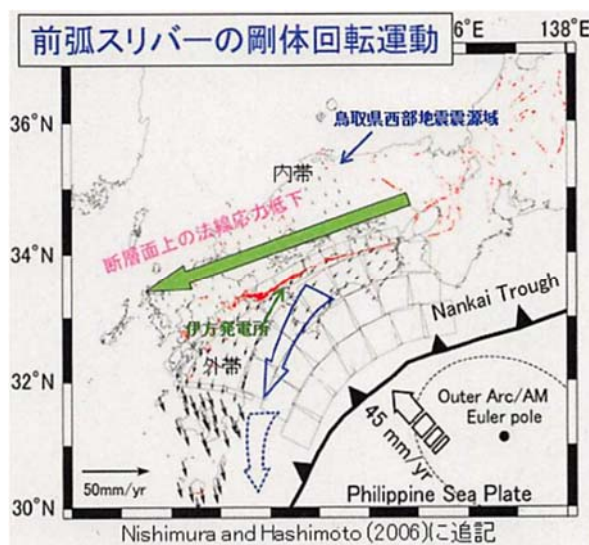 前弧スリバーの剛体回転運動
6°E
138°E
36°N
34°N
32°N
30°N
鳥取県西部地震震源域
内帯
断層面上の法線応力低下
伊方発電所
外帯
Nankai Trough
Outer Arc/AM
Euler pole
45 mm/yr
50mm/yr
Philippine Sea Plate
Nishimura and Hashimoto (2006)に追記